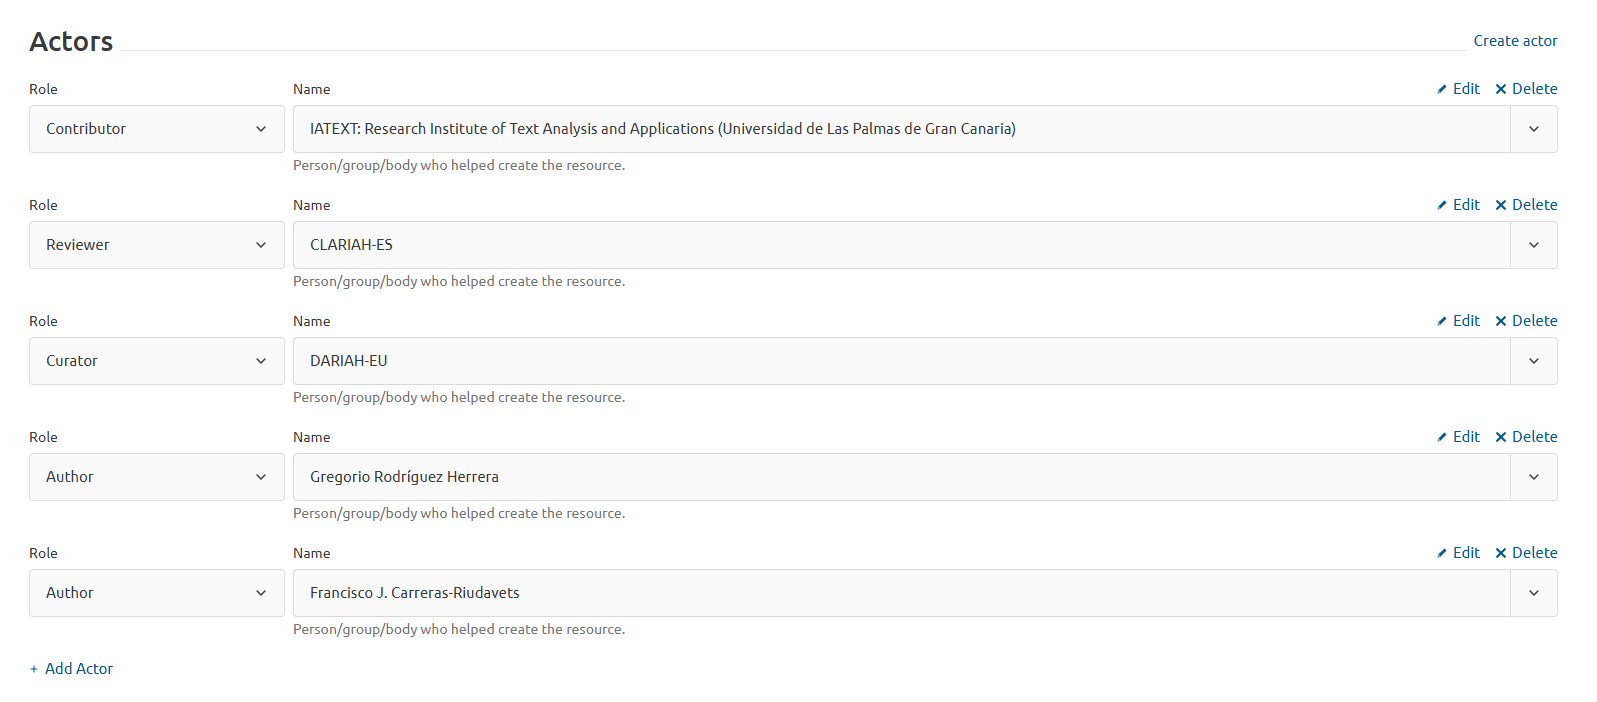 Actors
Create actor
Role Name Edit Delete
Contributor IATEXT: Research Institute of Text Analysis and Applications (Universidad de Las Palmas de Gran Canaria)
Person/group/body who helped create the resource.
Role Name Edit Delete
Reviewer CLARIAH-ES
Person/group/body who helped create the resource.
Role Name Edit Delete
Curator DARIAH-EU
Person/group/body who helped create the resource.
Role Name Edit Delete
Author Gregorio Rodríguez Herrera
Person/group/body who helped create the resource.
Role Name Edit Delete
Author Francisco J. Carreras-Riudavets
Person/group/body who helped create the resource.
+ Add Actor